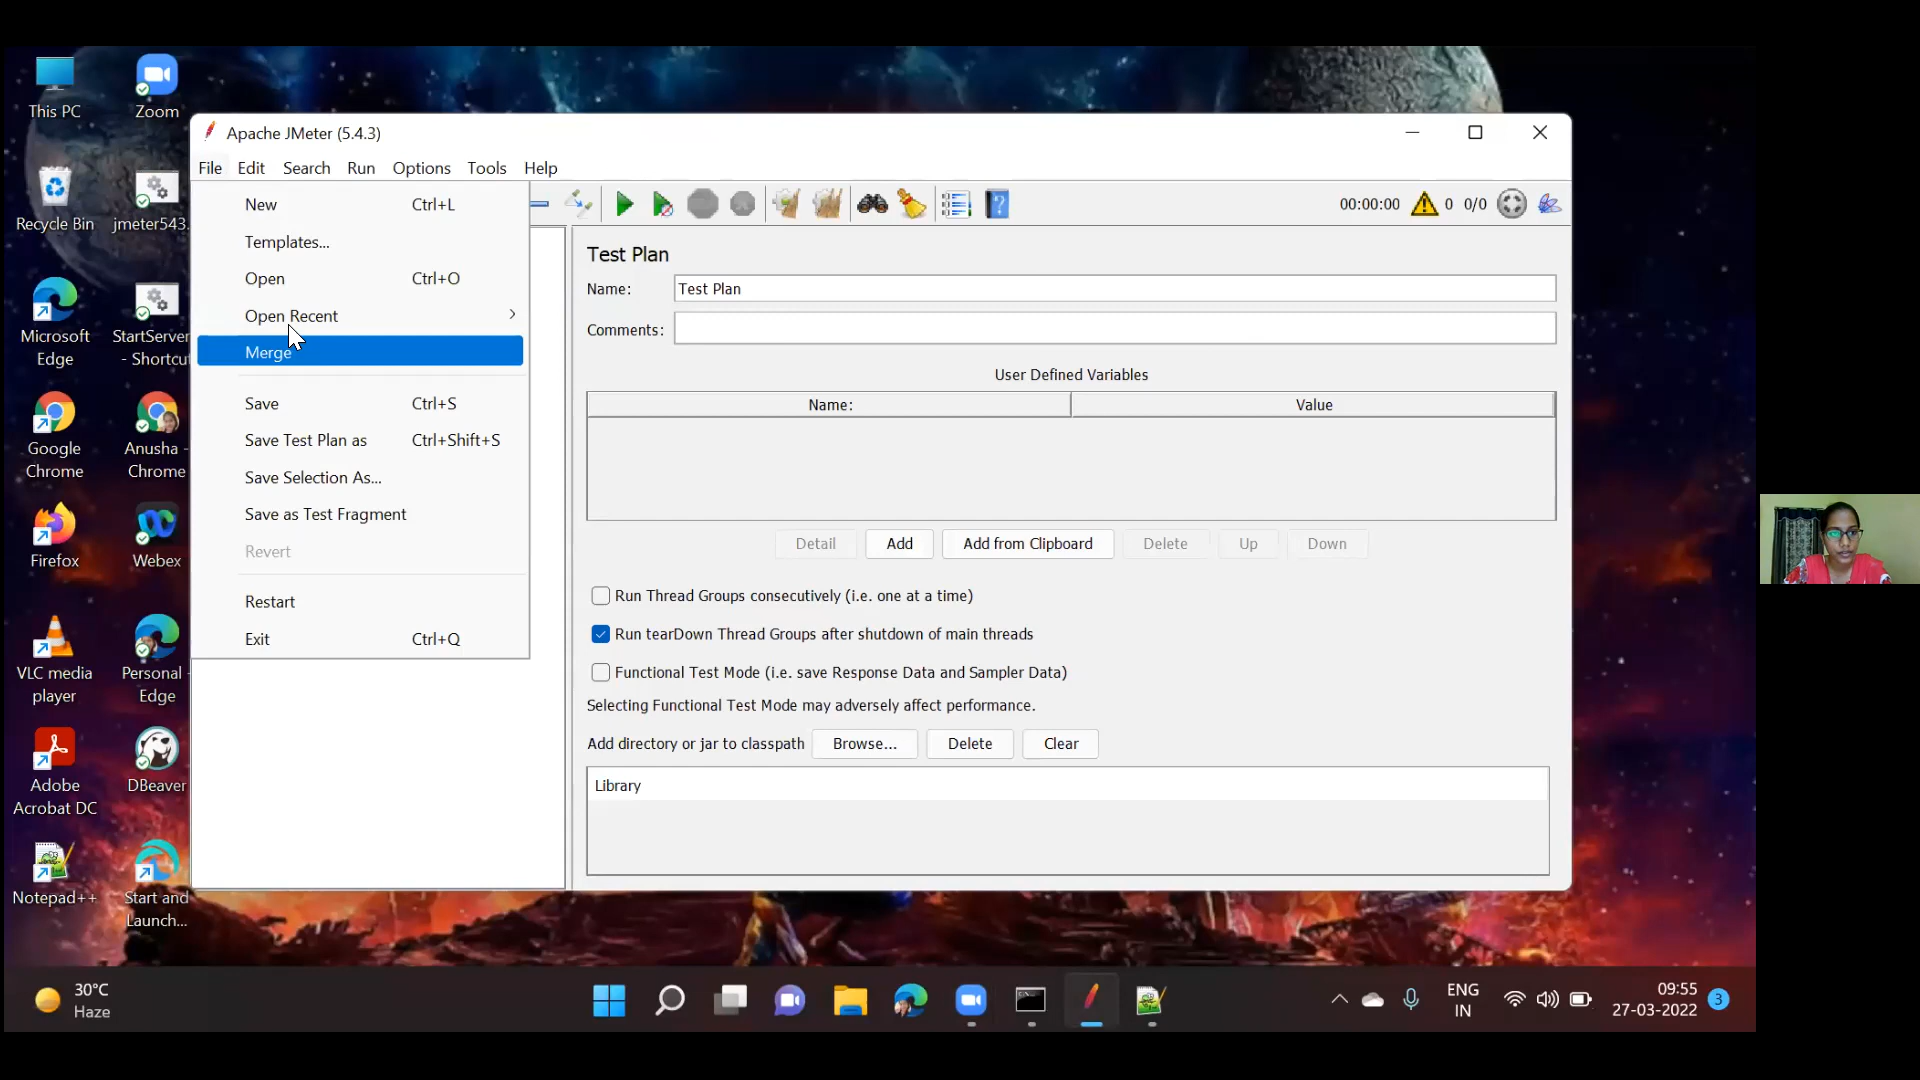 This PC
Zoom
Recycle Bin
jmeter543.
Microsoft
Edge
StartServer
- Shortcut
Google
Chrome
Anusha -
Chrome
Firefox
Webex
VLC media
player
Personal -
Edge
Adobe
Acrobat DC
DBeaver
Notepad++
Start and
Launch...
Apache JMeter (5.4.3)
File Edit Search Run Options Tools Help
00:00:00 0 0/0
New Ctrl+L
Templates...
Open Ctrl+O
Open Recent
Merge
Save Ctrl+S
Save Test Plan as Ctrl+Shift+S
Save Selection As...
Save as Test Fragment
Revert
Restart
Exit Ctrl+Q
Test Plan
Name: Test Plan
Comments:
User Defined Variables
Name: Value
Detail Add Add from Clipboard Delete Up Down
Run Thread Groups consecutively (i.e. one at a time)
Run tearDown Thread Groups after shutdown of main threads
Functional Test Mode (i.e. save Response Data and Sampler Data)
Selecting Functional Test Mode may adversely affect performance.
Add directory or jar to classpath Browse... Delete Clear
Library
30°C
Haze
ENG
IN
09:55
27-03-2022
3